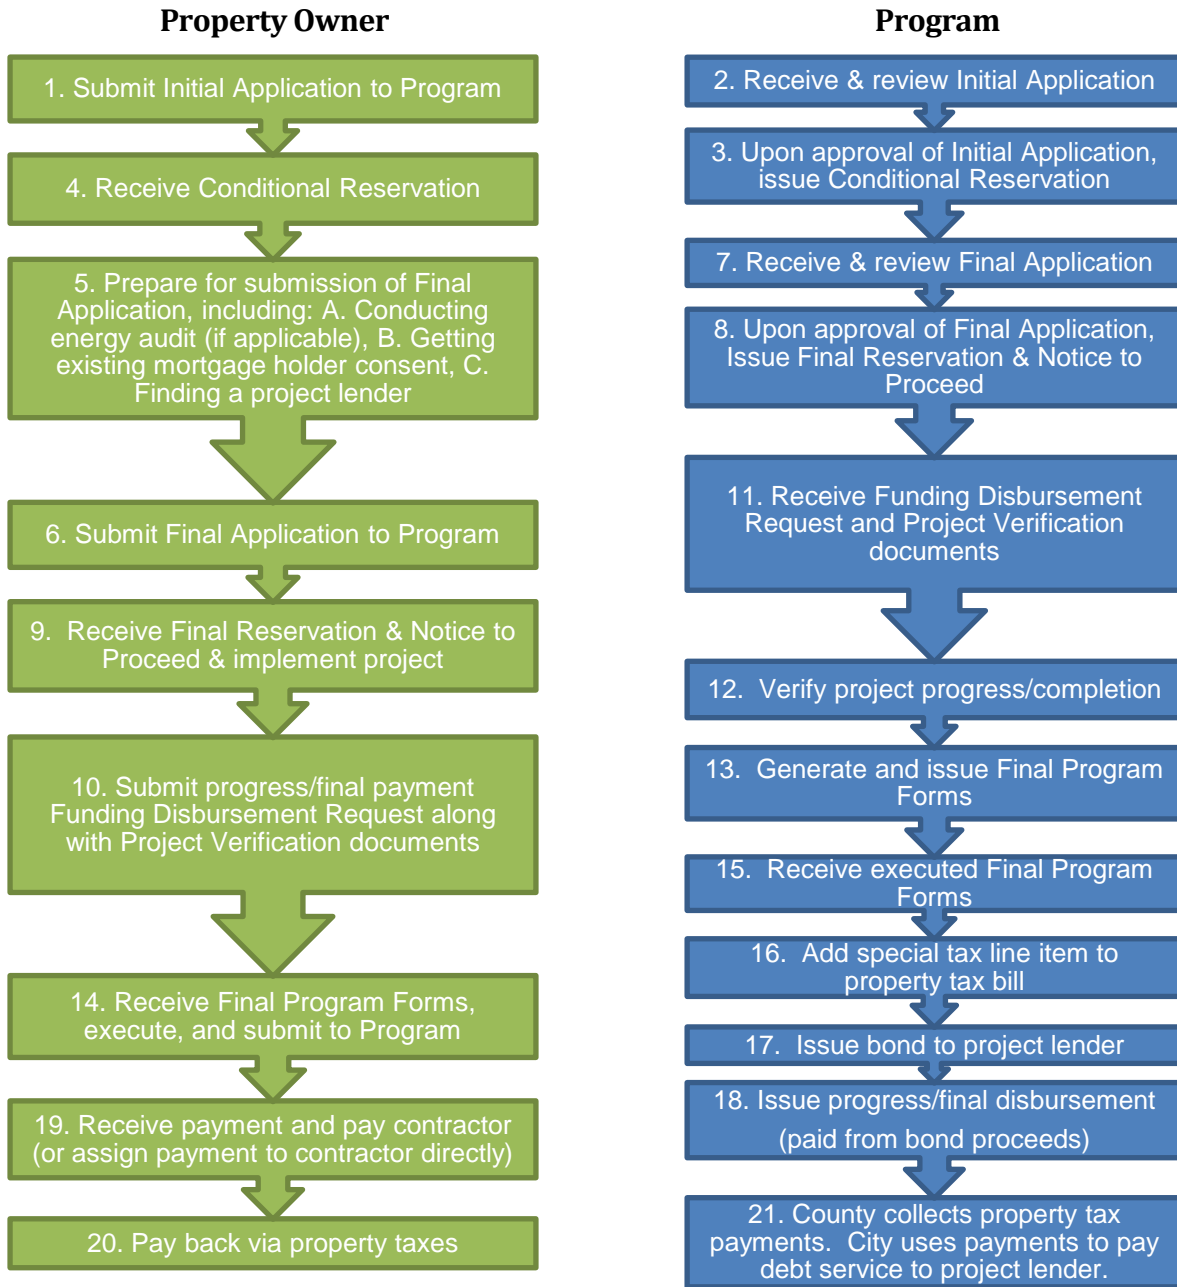 Property Owner
1. Submit Initial Application to Program
4. Receive Conditional Reservation
5. Prepare for submission of Final
Application, including: A. Conducting
energy audit (if applicable), B. Getting
existing mortgage holder consent, C.
Finding a project lender
6. Submit Final Application to Program
9.  Receive Final Reservation & Notice to
Proceed & implement project
10. Submit progress/final payment
Funding Disbursement Request along
with Project Verification documents
14. Receive Final Program Forms,
execute, and submit to Program
19. Receive payment and pay contractor
(or assign payment to contractor directly)
20. Pay back via property taxes
Program
2. Receive & review Initial Application
3. Upon approval of Initial Application,
issue Conditional Reservation
7. Receive & review Final Application
8. Upon approval of Final Application,
Issue Final Reservation & Notice to
Proceed
11. Receive Funding Disbursement
Request and Project Verification
documents
12.  Verify project progress/completion
13.  Generate and issue Final Program
Forms
15.  Receive executed Final Program
Forms
16.  Add special tax line item to
property tax bill
17.  Issue bond to project lender
18. Issue progress/final disbursement
(paid from bond proceeds)
21. County collects property tax
payments.  City uses payments to pay
debt service to project lender.